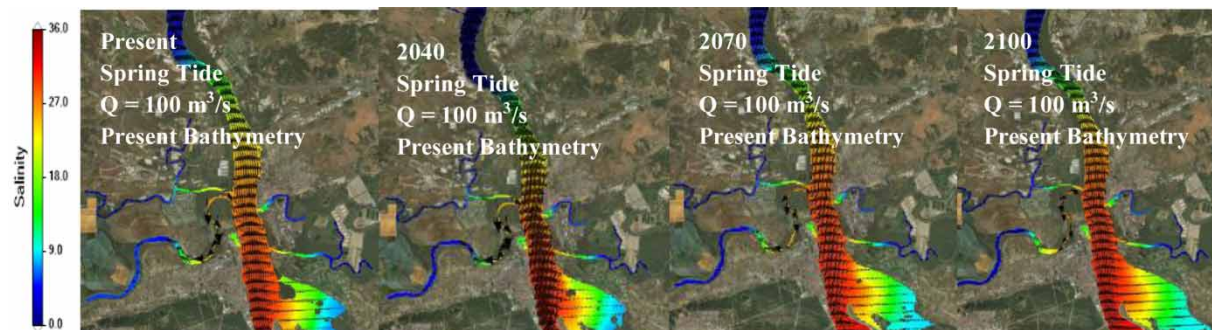 36.0
27.0
18.0
9.0
0.0
Salinity
Present
Spring Tide
Q = 100 m³/s
Present Bathymetry
2040
Spring Tide
Q = 100 m³/s
Present Bathymetry
2070
Spring Tide
Q = 100 m³/s
Present Bathymetry
2100
Spring Tide
Q = 100 m³/s
Present Bathymetry